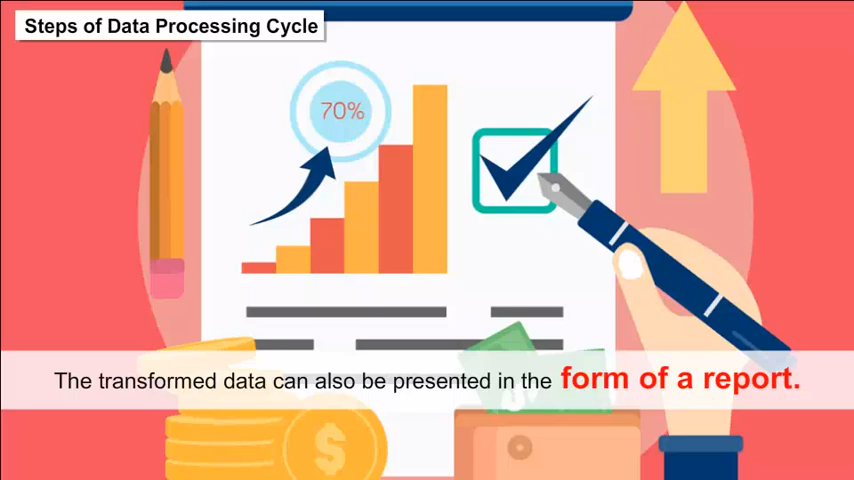 Steps of Data Processing Cycle
70%
The transformed data can also be presented in the form of a report.
$